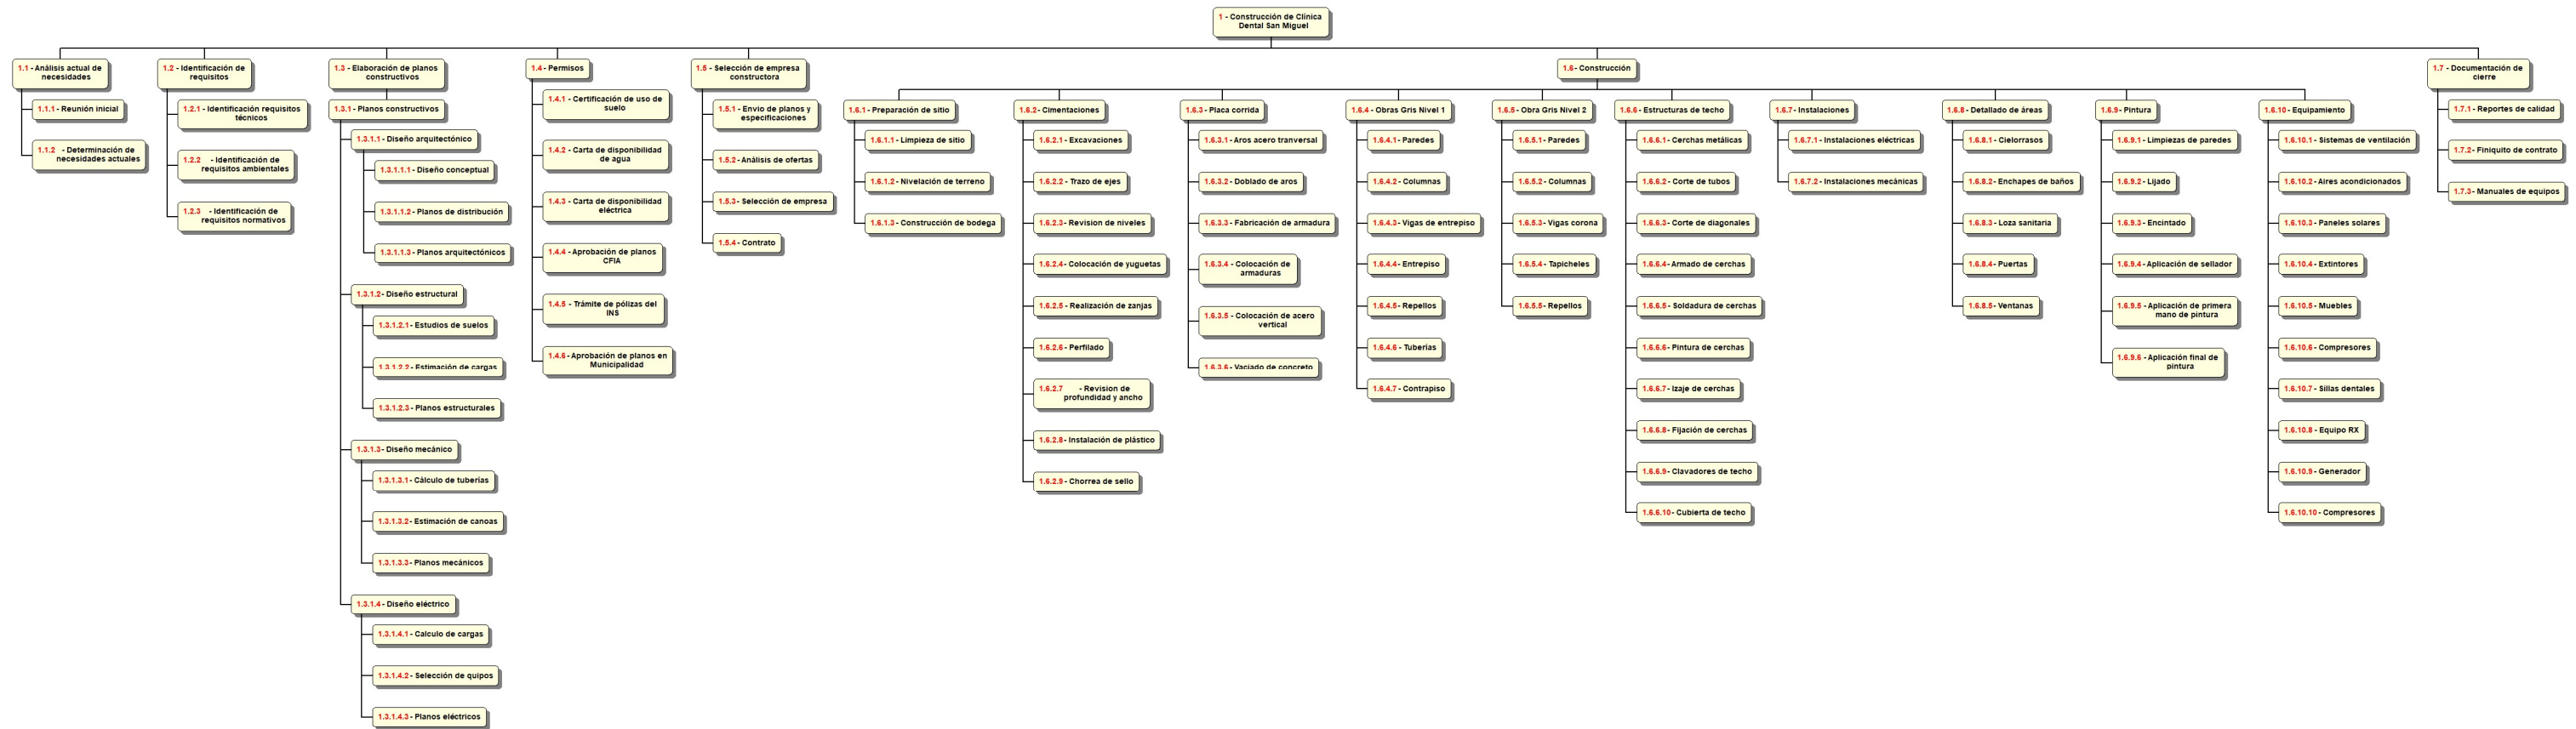 1 - Construcción de Clínica
Dental San Miguel
1.1 - Análisis actual de
necesidades
1.1.1 - Reunión inicial
1.1.2 - Determinación de
necesidades actuales
1.2 - Identificación de
requisitos
1.2.1 - Identificación requisitos
técnicos
1.2.2 - Identificación de
requisitos ambientales
1.2.3 - Identificación de
requisitos normativos
1.3 - Elaboración de planos
constructivos
1.3.1 - Planos constructivos
1.3.1.1 - Diseño arquitectónico
1.3.1.1.1 - Diseño conceptual
1.3.1.1.2 - Planos de distribución
1.3.1.1.3 - Planos arquitectónicos
1.3.1.2 - Diseño estructural
1.3.1.2.1 - Estudios de suelos
1.3.1.2.2 - Estimación de cargas
1.3.1.2.3 - Planos estructurales
1.3.1.3 - Diseño mecánico
1.3.1.3.1 - Cálculo de tuberías
1.3.1.3.2 - Estimación de canoas
1.3.1.3.3 - Planos mecánicos
1.3.1.4 - Diseño eléctrico
1.3.1.4.1 - Calculo de cargas
1.3.1.4.2 - Selección de quipos
1.3.1.4.3 - Planos eléctricos
1.4 - Permisos
1.4.1 - Certificación de uso de
suelo
1.4.2 - Carta de disponibilidad
de agua
1.4.3 - Carta de disponibilidad
eléctrica
1.4.4 - Aprobación de planos
CFIA
1.4.5 - Trámite de pólizas del
INS
1.4.6 - Aprobación de planos en
Municipalidad
1.5 - Selección de empresa
constructora
1.5.1 - Envio de planos y
especificaciones
1.5.2 - Análisis de ofertas
1.5.3 - Selección de empresa
1.5.4 - Contrato
1.6 - Construcción
1.6.1 - Preparación de sitio
1.6.1.1 - Limpieza de sitio
1.6.1.2 - Nivelación de terreno
1.6.1.3 - Construcción de bodega
1.6.2 - Cimentaciones
1.6.2.1 - Excavaciones
1.6.2.2 - Trazo de ejes
1.6.2.3 - Revision de niveles
1.6.2.4 - Colocación de yuguetas
1.6.2.5 - Realización de zanjas
1.6.2.6 - Perfilado
1.6.2.7 - Revision de
profundidad y ancho
1.6.2.8 - Instalación de plástico
1.6.2.9 - Chorrea de sello
1.6.3 - Placa corrida
1.6.3.1 - Aros acero tranversal
1.6.3.2 - Doblado de aros
1.6.3.3 - Fabricación de armadura
1.6.3.4 - Colocación de
armaduras
1.6.3.5 - Colocación de acero
vertical
1.6.3.6 - Vaciado de concreto
1.6.4 - Obras Gris Nivel 1
1.6.4.1 - Paredes
1.6.4.2 - Columnas
1.6.4.3 - Vigas de entrepiso
1.6.4.4 - Entrepiso
1.6.4.5 - Repellos
1.6.4.6 - Tuberías
1.6.4.7 - Contrapiso
1.6.5 - Obra Gris Nivel 2
1.6.5.1 - Paredes
1.6.5.2 - Columnas
1.6.5.3 - Vigas corona
1.6.5.4 - Tapicheles
1.6.5.5 - Repellos
1.6.6 - Estructuras de techo
1.6.6.1 - Cerchas metálicas
1.6.6.2 - Corte de tubos
1.6.6.3 - Corte de diagonales
1.6.6.4 - Armado de cerchas
1.6.6.5 - Soldadura de cerchas
1.6.6.6 - Pintura de cerchas
1.6.6.7 - Izaje de cerchas
1.6.6.8 - Fijación de cerchas
1.6.6.9 - Clavadores de techo
1.6.6.10 - Cubierta de techo
1.6.7 - Instalaciones
1.6.7.1 - Instalaciones eléctricas
1.6.7.2 - Instalaciones mecánicas
1.6.8 - Detallado de áreas
1.6.8.1 - Cielorrasos
1.6.8.2 - Enchapes de baños
1.6.8.3 - Loza sanitaria
1.6.8.4 - Puertas
1.6.8.5 - Ventanas
1.6.9 - Pintura
1.6.9.1 - Limpiezas de paredes
1.6.9.2 - Lijado
1.6.9.3 - Encintado
1.6.9.4 - Aplicación de sellador
1.6.9.5 - Aplicación de primera
mano de pintura
1.6.9.6 - Aplicación final de
pintura
1.6.10 - Equipamiento
1.6.10.1 - Sistemas de ventilación
1.6.10.2 - Aires acondicionados
1.6.10.3 - Paneles solares
1.6.10.4 - Extintores
1.6.10.5 - Muebles
1.6.10.6 - Compresores
1.6.10.7 - Sillas dentales
1.6.10.8 - Equipo RX
1.6.10.9 - Generador
1.6.10.10 - Compresores
1.7 - Documentación de
cierre
1.7.1 - Reportes de calidad
1.7.2 - Finiquito de contrato
1.7.3 - Manuales de equipos